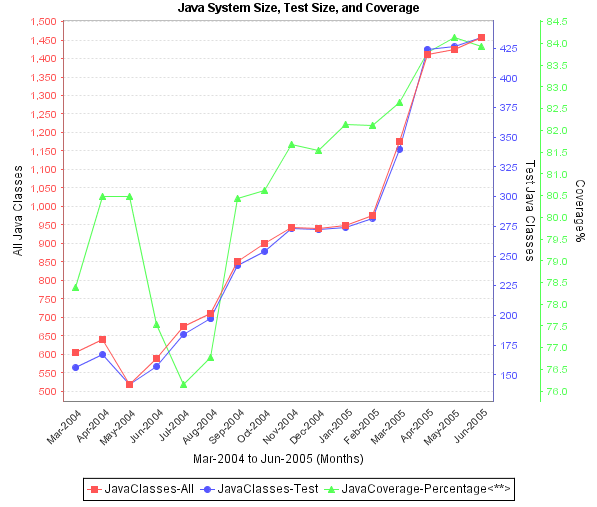 Java System Size, Test Size, and Coverage
1,500
1,450
1,400
1,350
1,300
1,250
1,200
1,150
1,100
1,050
1,000
950
900
850
800
750
700
650
600
550
500
All Java Classes
425
400
375
350
325
300
275
250
225
200
175
150
Test Java Classes
84.5
84.0
83.5
83.0
82.5
82.0
81.5
81.0
80.5
80.0
79.5
79.0
78.5
78.0
77.5
77.0
76.5
76.0
Coverage%
Mar-2004
Apr-2004
May-2004
Jun-2004
Jul-2004
Aug-2004
Sep-2004
Oct-2004
Nov-2004
Dec-2004
Jan-2005
Feb-2005
Mar-2005
Apr-2005
May-2005
Jun-2005
Mar-2004 to Jun-2005 (Months)
JavaClasses-All JavaClasses-Test JavaCoverage-Percentage<**>